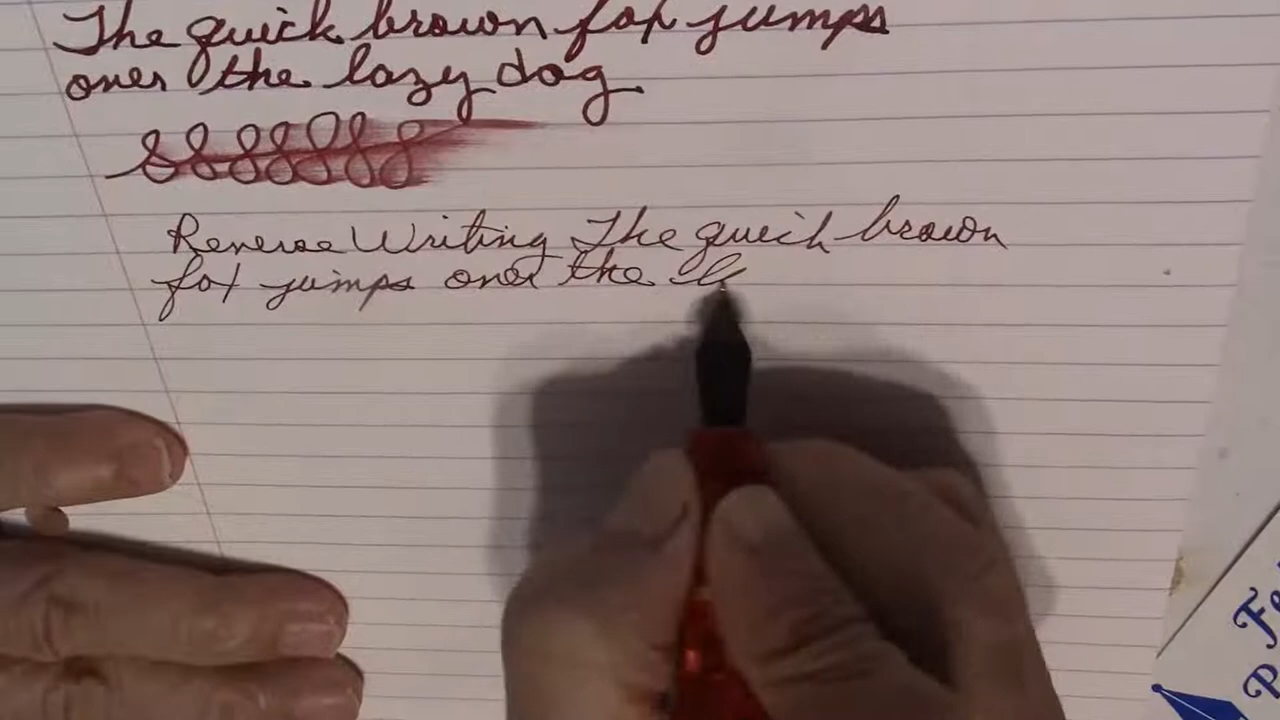 The quick brown fox jumps
over the lazy dog
Reverse Writing The quick brown
fox jumps over the